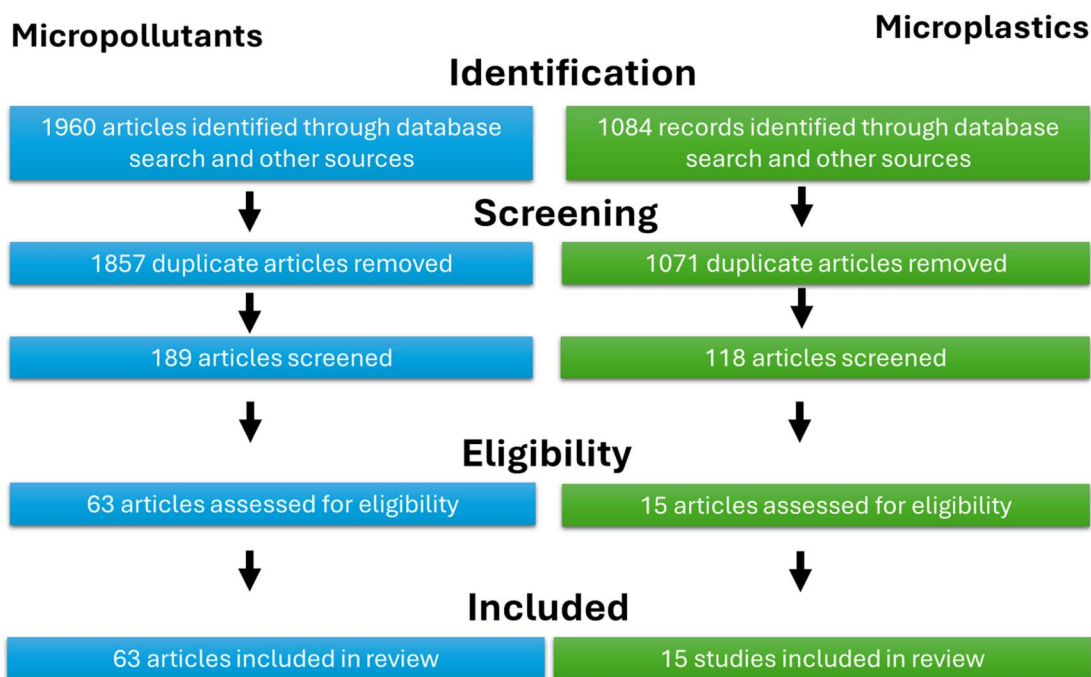 Micropollutants
Microplastics
Identification
1960 articles identified through database
search and other sources
1084 records identified through database
search and other sources
Screening
1857 duplicate articles removed
1071 duplicate articles removed
189 articles screened
118 articles screened
Eligibility
63 articles assessed for eligibility
15 articles assessed for eligibility
Included
63 articles included in review
15 studies included in review